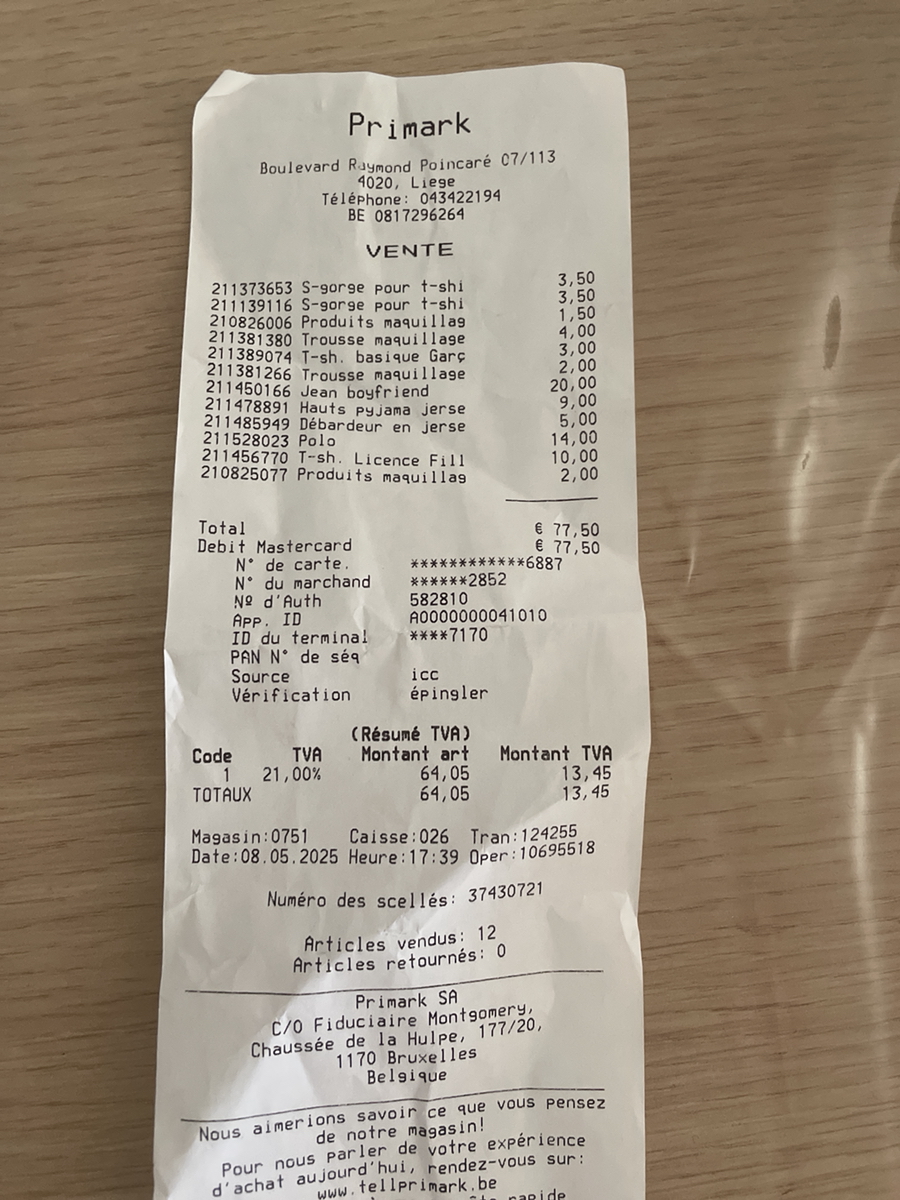 Primark
Boulevard Raymond Poincaré 07/113
4020, Liege
Téléphone: 043422194
BE 0817296264
VENTE
211373653 S-gorge pour t-shi 3,50
211139116 S-gorge pour t-shi 3,50
210826006 Produits maquillag 1,50
211381380 Trousse maquillage 4,00
211389074 T-sh. basique Garç 3,00
211381266 Trousse maquillage 2,00
211450166 Jean boyfriend 20,00
211478891 Hauts pyjama jerse 9,00
211485949 Débardeur en jerse 5,00
211528023 Polo 14,00
211456770 T-sh. Licence Fill 10,00
210825077 Produits maquillag 2,00
Total € 77,50
Debit Mastercard € 77,50
N° de carte. ************6887
N° du marchand ******2852
Nº d'Auth 582810
App. ID A0000000041010
ID du terminal ****7170
PAN N° de séq
Source icc
Vérification épingler
(Résumé TVA)
Code TVA Montant art Montant TVA
1 21,00% 64,05 13,45
TOTAUX 64,05 13,45
Magasin:0751 Caisse:026 Tran:124255
Date:08.05.2025 Heure:17:39 Oper:10695518
Numéro des scellés: 37430721
Articles vendus: 12
Articles retournés: 0
Primark SA
C/O Fiduciaire Montgomery,
Chaussée de la Hulpe, 177/20,
1170 Bruxelles
Belgique
Nous aimerions savoir ce que vous pensez
de notre magasin!
Pour nous parler de votre expérience
d'achat aujourd'hui, rendez-vous sur:
www.tellprimark.be
rapide